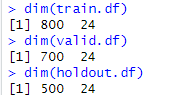 > dim(train.df)
[1] 800  24
> dim(valid.df)
[1] 700  24
> dim(holdout.df)
[1] 500  24